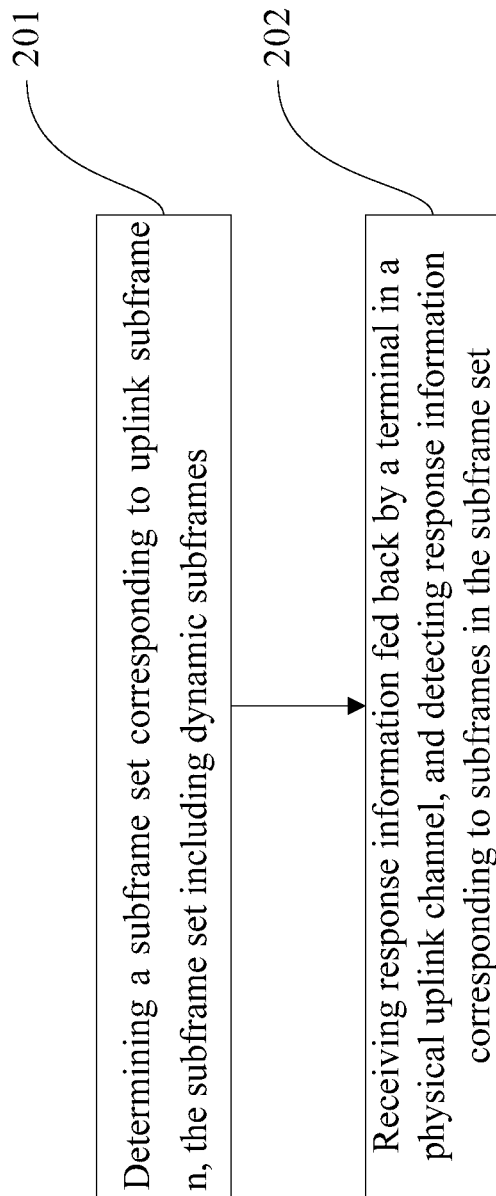 201
Determining a subframe set corresponding to uplink subframe
n, the subframe set including dynamic subframes
202
Receiving response information fed back by a terminal in a
physical uplink channel, and detecting response information
corresponding to subframes in the subframe set